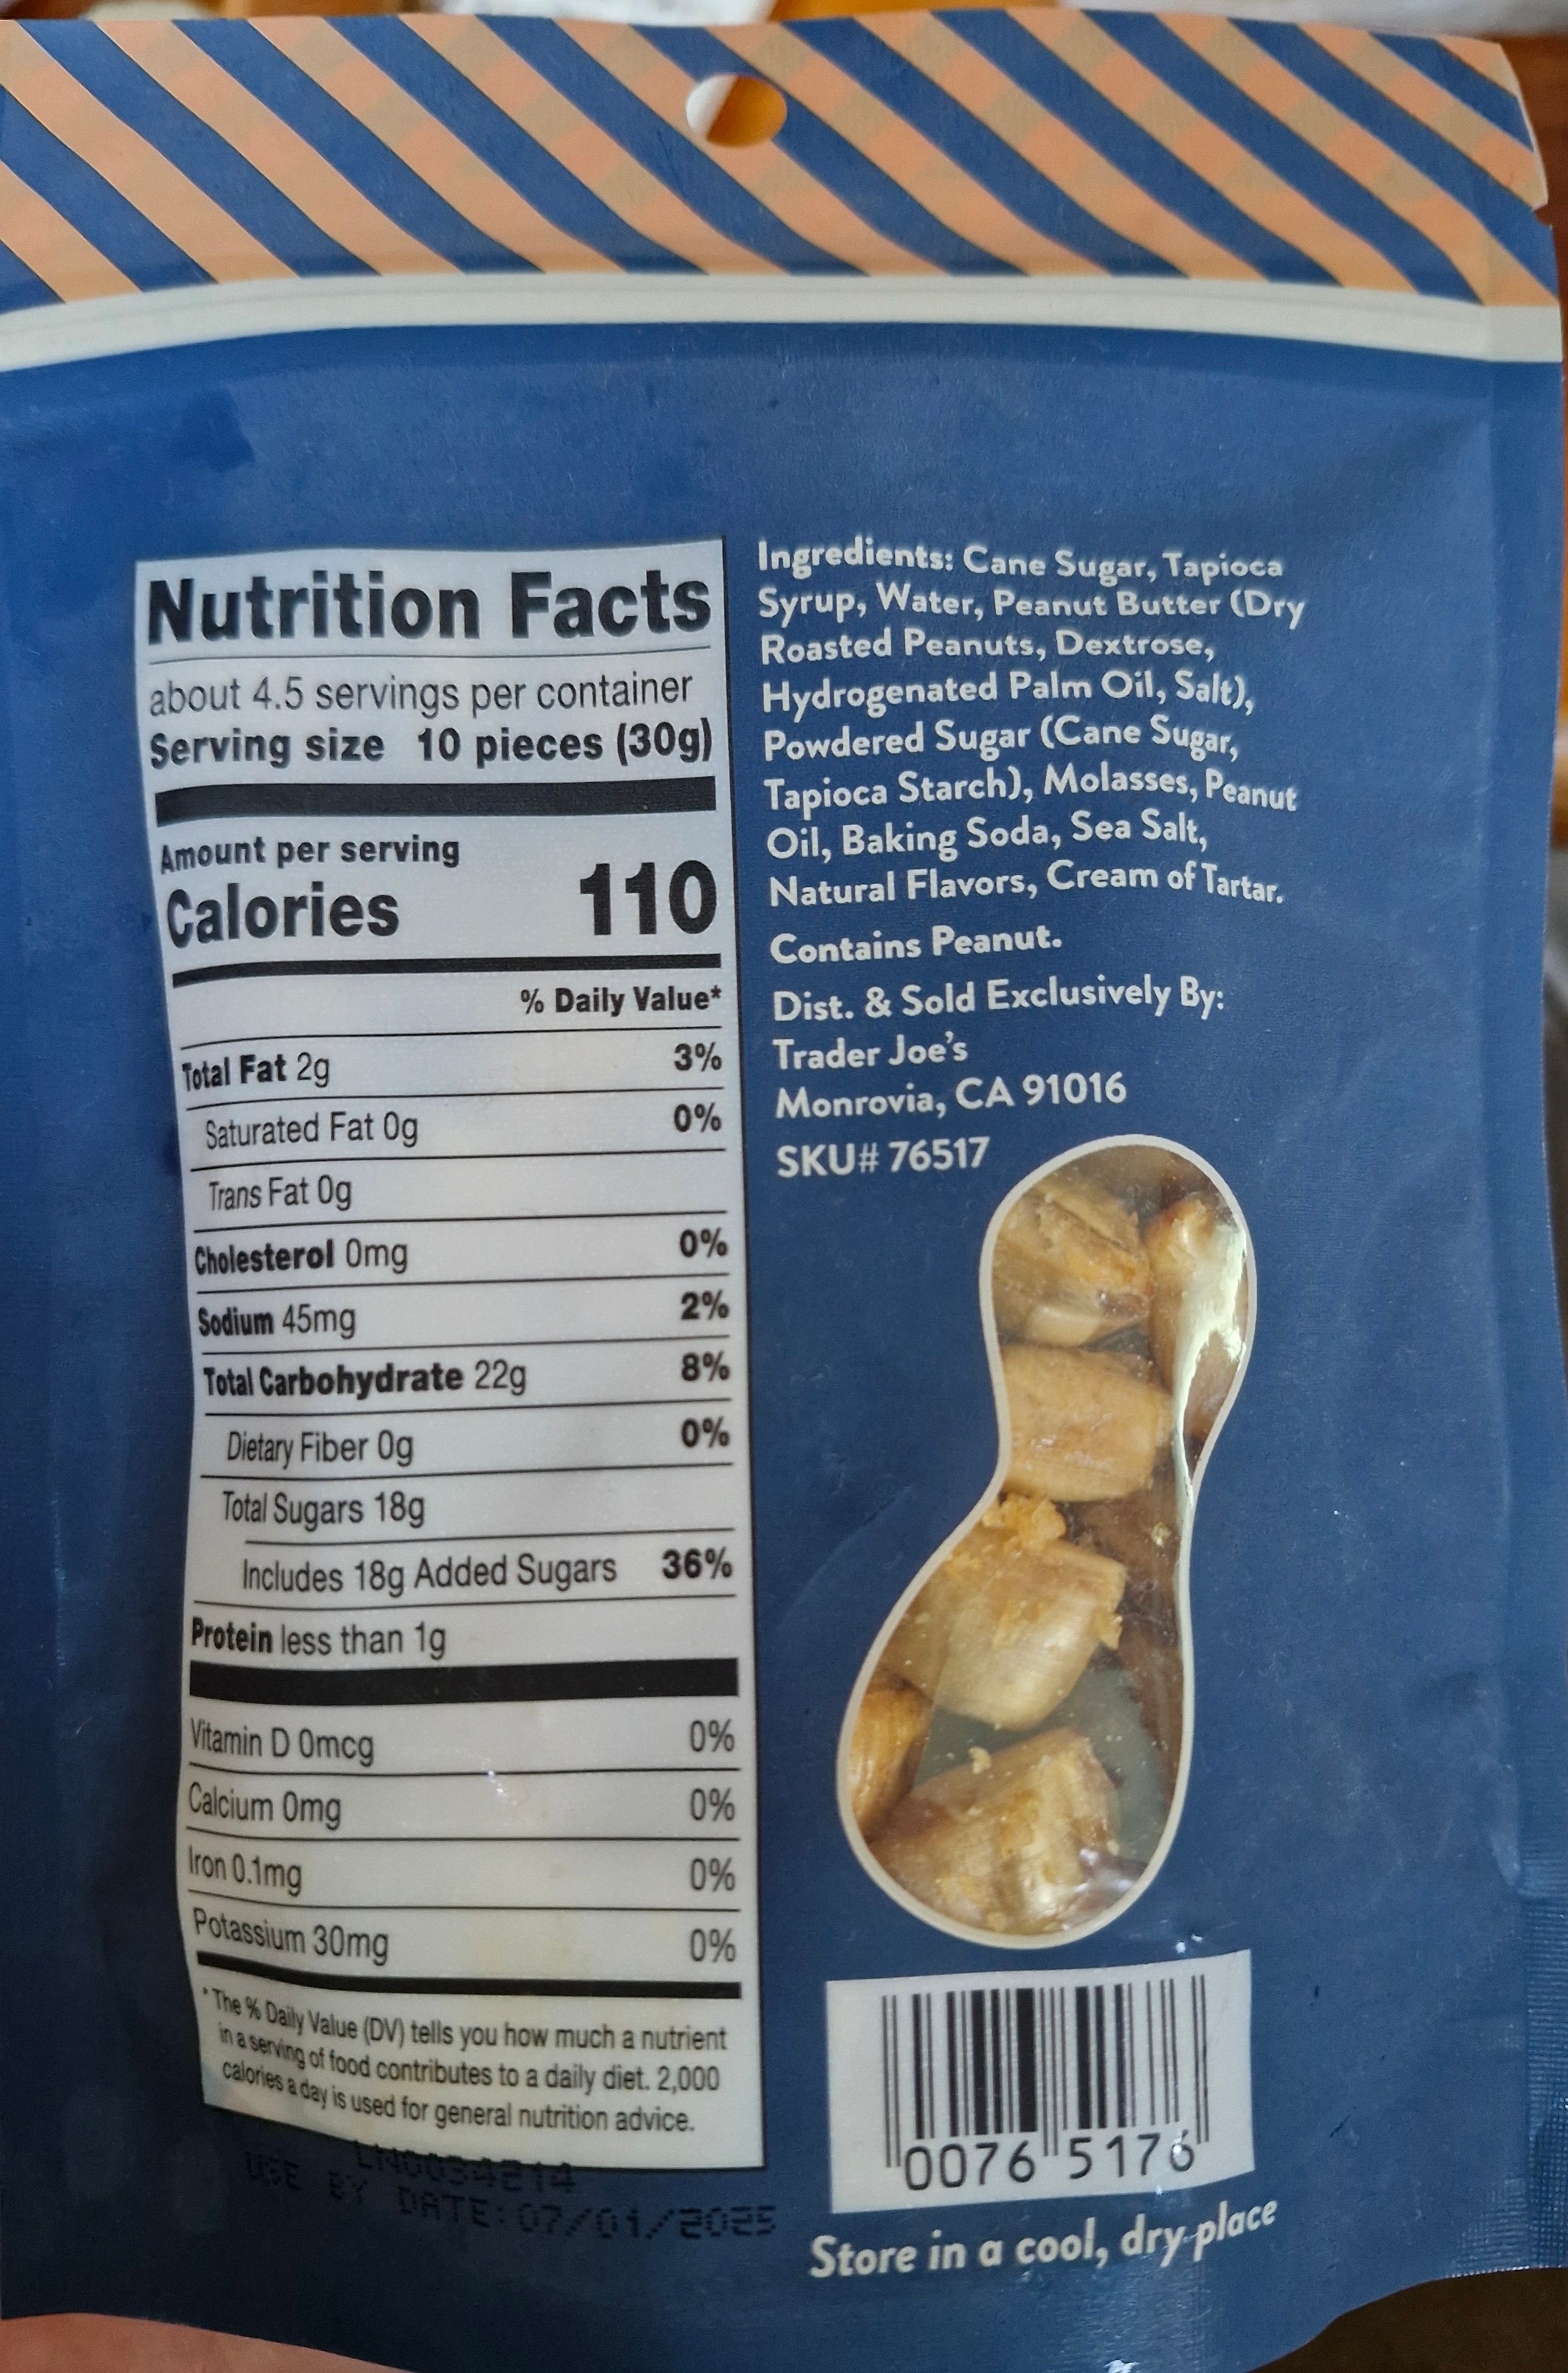 Nutrition Facts
about 4.5 servings per container
Serving size 10 pieces (30g)
Amount per serving
Calories 110
% Daily Value*
Total Fat 2g 3%
Saturated Fat 0g 0%
Trans Fat 0g
Cholesterol 0mg 0%
Sodium 45mg 2%
Total Carbohydrate 22g 8%
Dietary Fiber 0g 0%
Total Sugars 18g
Includes 18g Added Sugars 36%
Protein less than 1g
Vitamin D 0mcg 0%
Calcium 0mg 0%
Iron 0.1mg 0%
Potassium 30mg 0%
*The % Daily Value (DV) tells you how much a nutrient
in a serving of food contributes to a daily diet. 2,000
calories a day is used for general nutrition advice.
USE BY DATE:07/01/2025
Ingredients: Cane Sugar, Tapioca
Syrup, Water, Peanut Butter (Dry
Roasted Peanuts, Dextrose,
Hydrogenated Palm Oil, Salt),
Powdered Sugar (Cane Sugar,
Tapioca Starch), Molasses, Peanut
Oil, Baking Soda, Sea Salt,
Natural Flavors, Cream of Tartar.
Contains Peanut.
Dist. & Sold Exclusively By:
Trader Joe's
Monrovia, CA 91016
SKU# 76517
0076 5176
Store in a cool, dry place